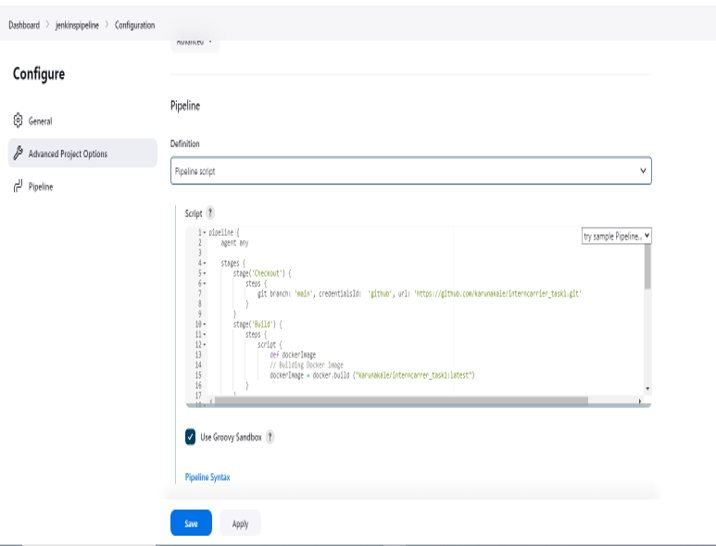 Dashboard > jenkinspipeline > Configuration
Advanced
Configure
General
Advanced Project Options
Pipeline
Pipeline
Definition
Pipeline script
Script ?
try sample Pipeline...
1 pipeline {
2 agent any
3
4 stages {
5 stage('Checkout') {
6 steps {
7 git branch: 'main', credentialsId: 'github', url: 'https://github.com/karunakale/interncarrier_task1.git'
8 }
9 }
10 stage('Build') {
11 steps {
12 script {
13 def dockerImage
14 // Building Docker Image
15 dockerImage = docker.build ("karunakale/interncarrer_task1:latest")
16 }
17 }
Use Groovy Sandbox ?
Pipeline Syntax
Save
Apply